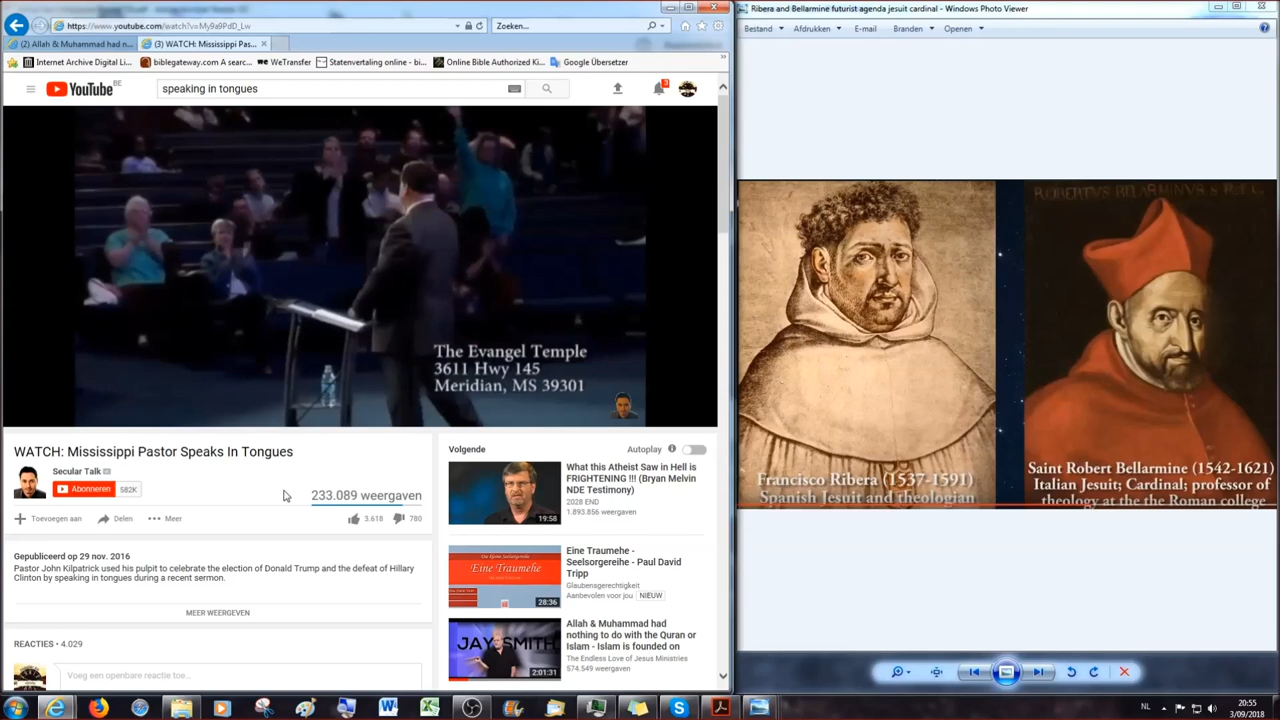 https://www.youtube.com/watch?v=My9a9PdD_Lw
Zoeken...
(2) Allah & Muhammad had n...
(3) WATCH: Mississippi Pas...
Internet Archive Digital Li...
biblegateway.com A searc...
WeTransfer
Statenvertaling online - bi...
Online Bible Authorized Ki...
Google Übersetzer
YouTube BE
speaking in tongues
3
The Evangel Temple
3611 Hwy 145
Meridian, MS 39301
WATCH: Mississippi Pastor Speaks In Tongues
Secular Talk
Abonneren 582K
233.089 weergaven
Toevoegen aan
Delen
Meer
3.618
780
Gepubliceerd op 29 nov. 2016
Pastor John Kilpatrick used his pulpit to celebrate the election of Donald Trump and the defeat of Hillary
Clinton by speaking in tongues during a recent sermon.
MEER WEERGEVEN
REACTIES • 4.029
Voeg een openbare reactie toe...
Volgende
Autoplay
What this Atheist Saw in Hell is
FRIGHTENING !!! (Bryan Melvin
NDE Testimony)
2028 END
1.893.856 weergaven
19:58
Eine Traumehe -
Seelsorgereihe - Paul David
Tripp
Glaubensgerechtigkeit
Aanbevolen voor jou NIEUW
Eine Traumehe
28:36
Allah & Muhammad had
nothing to do with the Quran or
Islam - Islam is founded on
The Endless Love of Jesus Ministries
574.549 weergaven
JAY SMITH
2:01:31
Ribera and Bellarmine futurist agenda jesuit cardinal - Windows Photo Viewer
Bestand
Afdrukken
E-mail
Branden
Openen
Francisco Ribera (1537-1591)
Spanish Jesuit and theologian
Saint Robert Bellarmine (1542-1621)
Italian Jesuit; Cardinal; professor of
theology at the Roman college
NL
20:55
3/09/2018